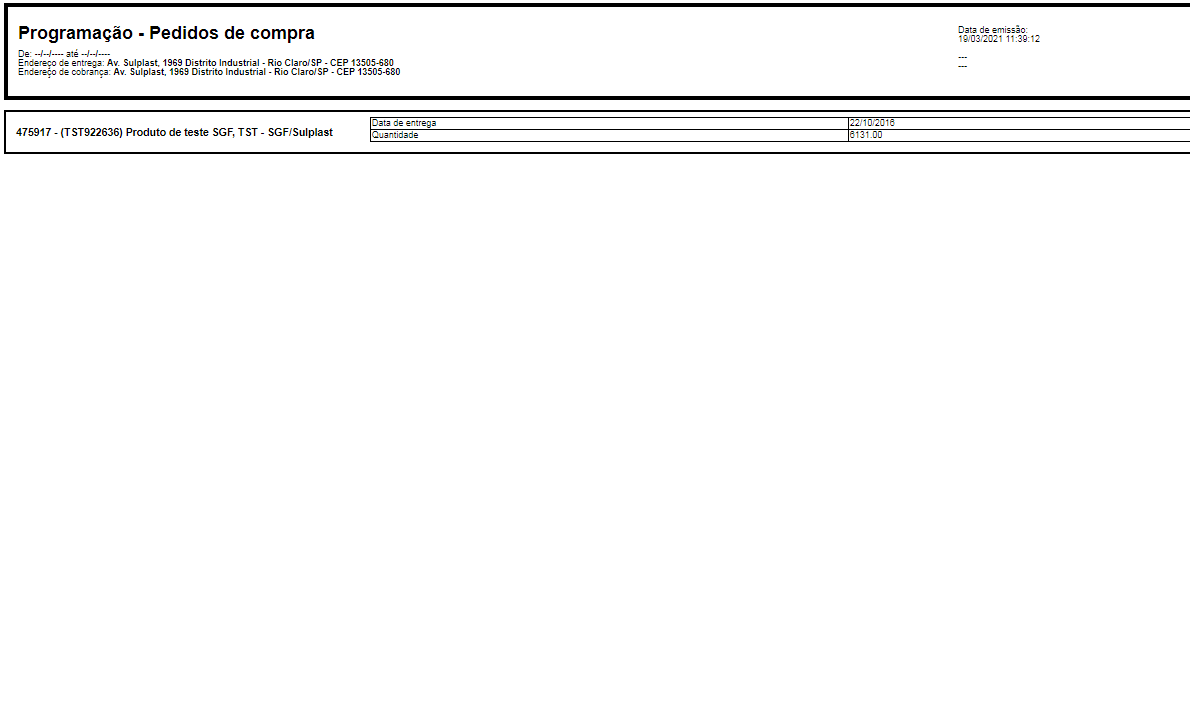 Programação - Pedidos de compra
De: --/--/---- até --/--/----
Endereço de entrega: Av. Sulplast, 1969 Distrito Industrial - Rio Claro/SP - CEP 13505-680
Endereço de cobrança: Av. Sulplast, 1969 Distrito Industrial - Rio Claro/SP - CEP 13505-680
Data de emissão:
19/03/2021 11:39:12
---
---
475917 - (TST922636) Produto de teste SGF, TST - SGF/Sulplast
Data de entrega 22/10/2016
Quantidade 6131.00